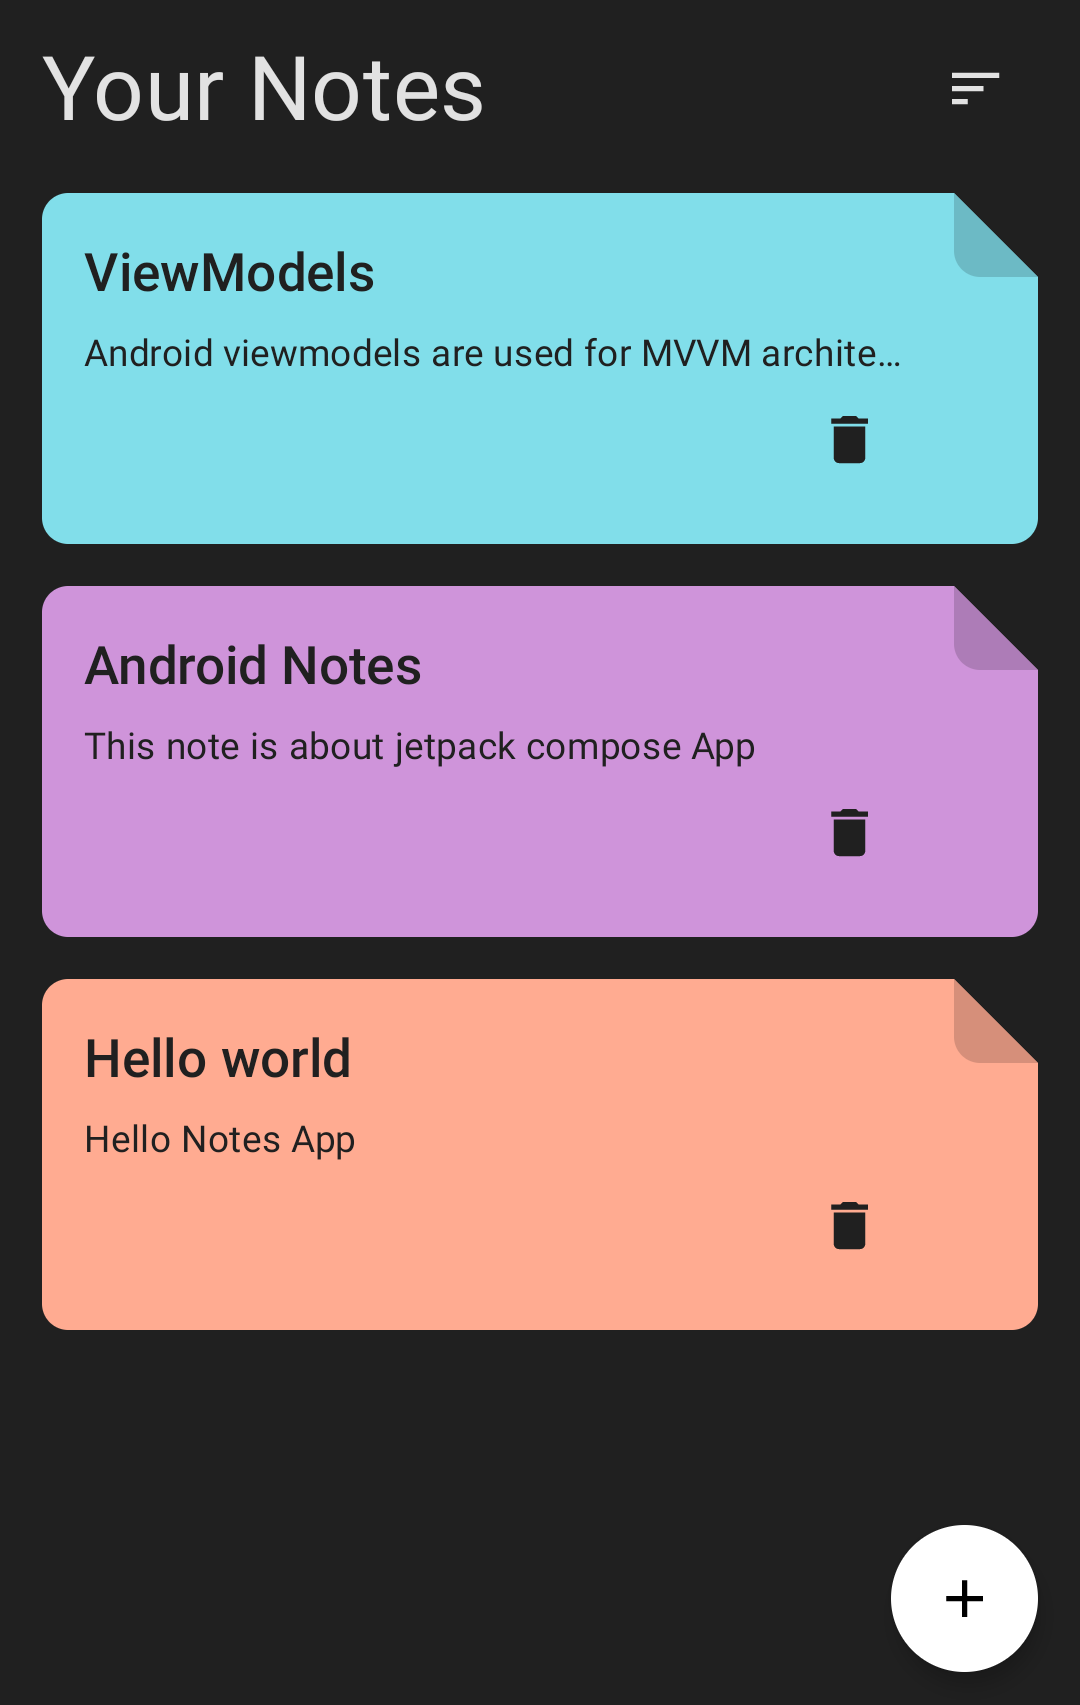 Your Notes
ViewModels
Android viewmodels are used for MVVM archite...
Android Notes
This note is about jetpack compose App
Hello world
Hello Notes App